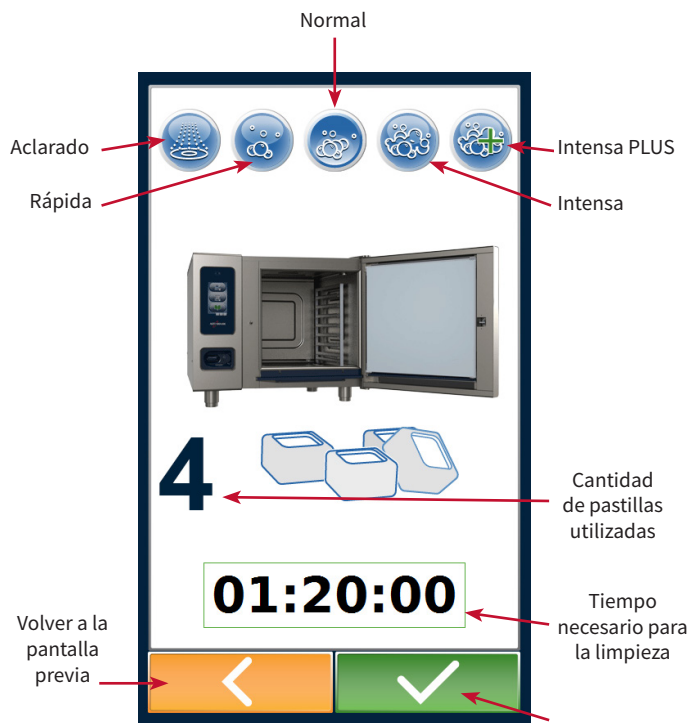 Normal
Aclarado
Rápida
Intensa PLUS
Intensa
4
Cantidad
de pastillas
utilizadas
01:20:00
Tiempo
necesario para
la limpieza
Volver a la
pantalla
previa